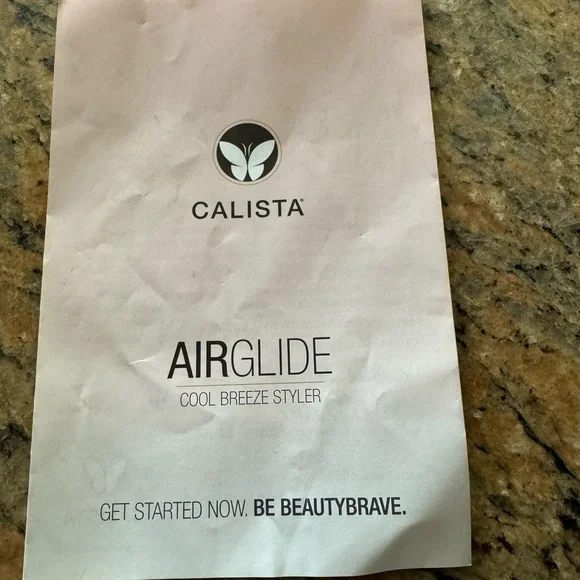 CALISTA®
AIRGLIDE
COOL BREEZE STYLER
GET STARTED NOW. BE BEAUTYBRAVE.